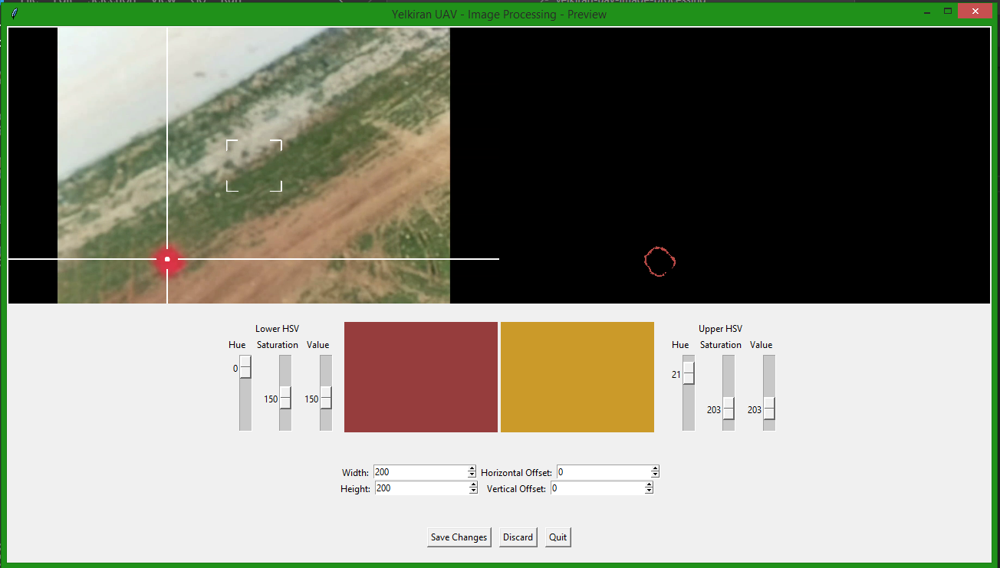 Yelkiran UAV - Image Processing - Preview
Lower HSV
Hue Saturation Value
0 150 150
Upper HSV
Hue Saturation Value
21 203 203
Width: 200 Horizontal Offset: 0
Height: 200 Vertical Offset: 0
Save Changes Discard Quit